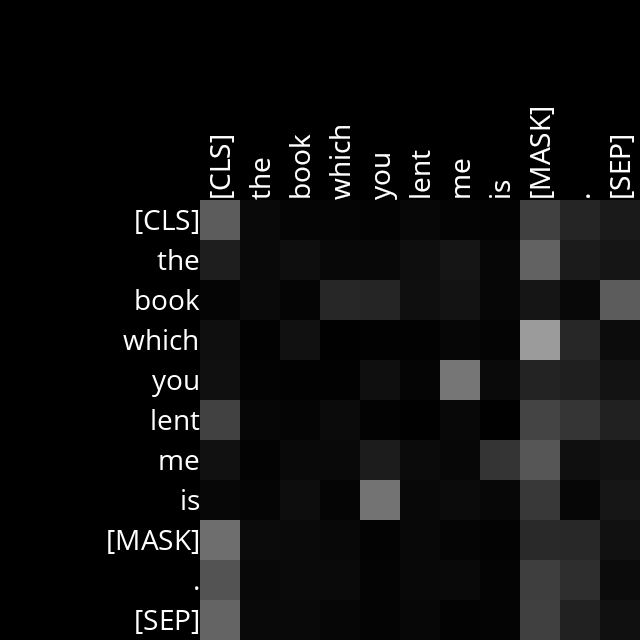 [CLS] the book which you lent me is [MASK] . [SEP]
[CLS]
the
book
which
you
lent
me
is
[MASK]
.
[SEP]